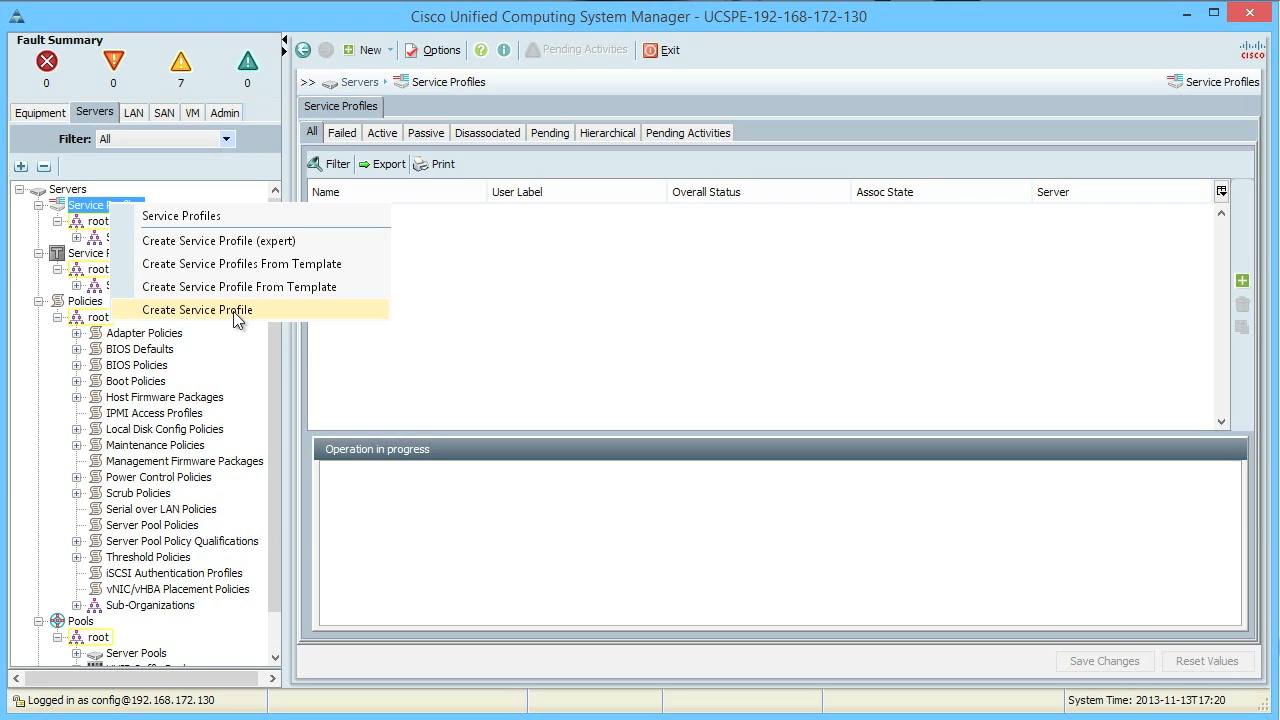 Cisco Unified Computing System Manager - UCSPE-192-168-172-130
Fault Summary
0 0 7 0
New Options Pending Activities Exit
CISCO
>> Servers Service Profiles Service Profiles
Equipment Servers LAN SAN VM Admin
Filter: All
Service Profiles
All Failed Active Passive Disassociated Pending Hierarchical Pending Activities
Filter Export Print
Name User Label Overall Status Assoc State Server
Servers
Service
root
Service P
root
Service Profiles
Create Service Profile (expert)
Create Service Profiles From Template
Create Service Profile From Template
Create Service Profile
Policies
root
Adapter Policies
BIOS Defaults
BIOS Policies
Boot Policies
Host Firmware Packages
IPMI Access Profiles
Local Disk Config Policies
Maintenance Policies
Management Firmware Packages
Power Control Policies
Scrub Policies
Serial over LAN Policies
Server Pool Policies
Server Pool Policy Qualifications
Threshold Policies
iSCSI Authentication Profiles
vNIC/vHBA Placement Policies
Sub-Organizations
Pools
root
Server Pools
Operation in progress
Save Changes Reset Values
Logged in as config@192.168.172.130
System Time: 2013-11-13T17:20